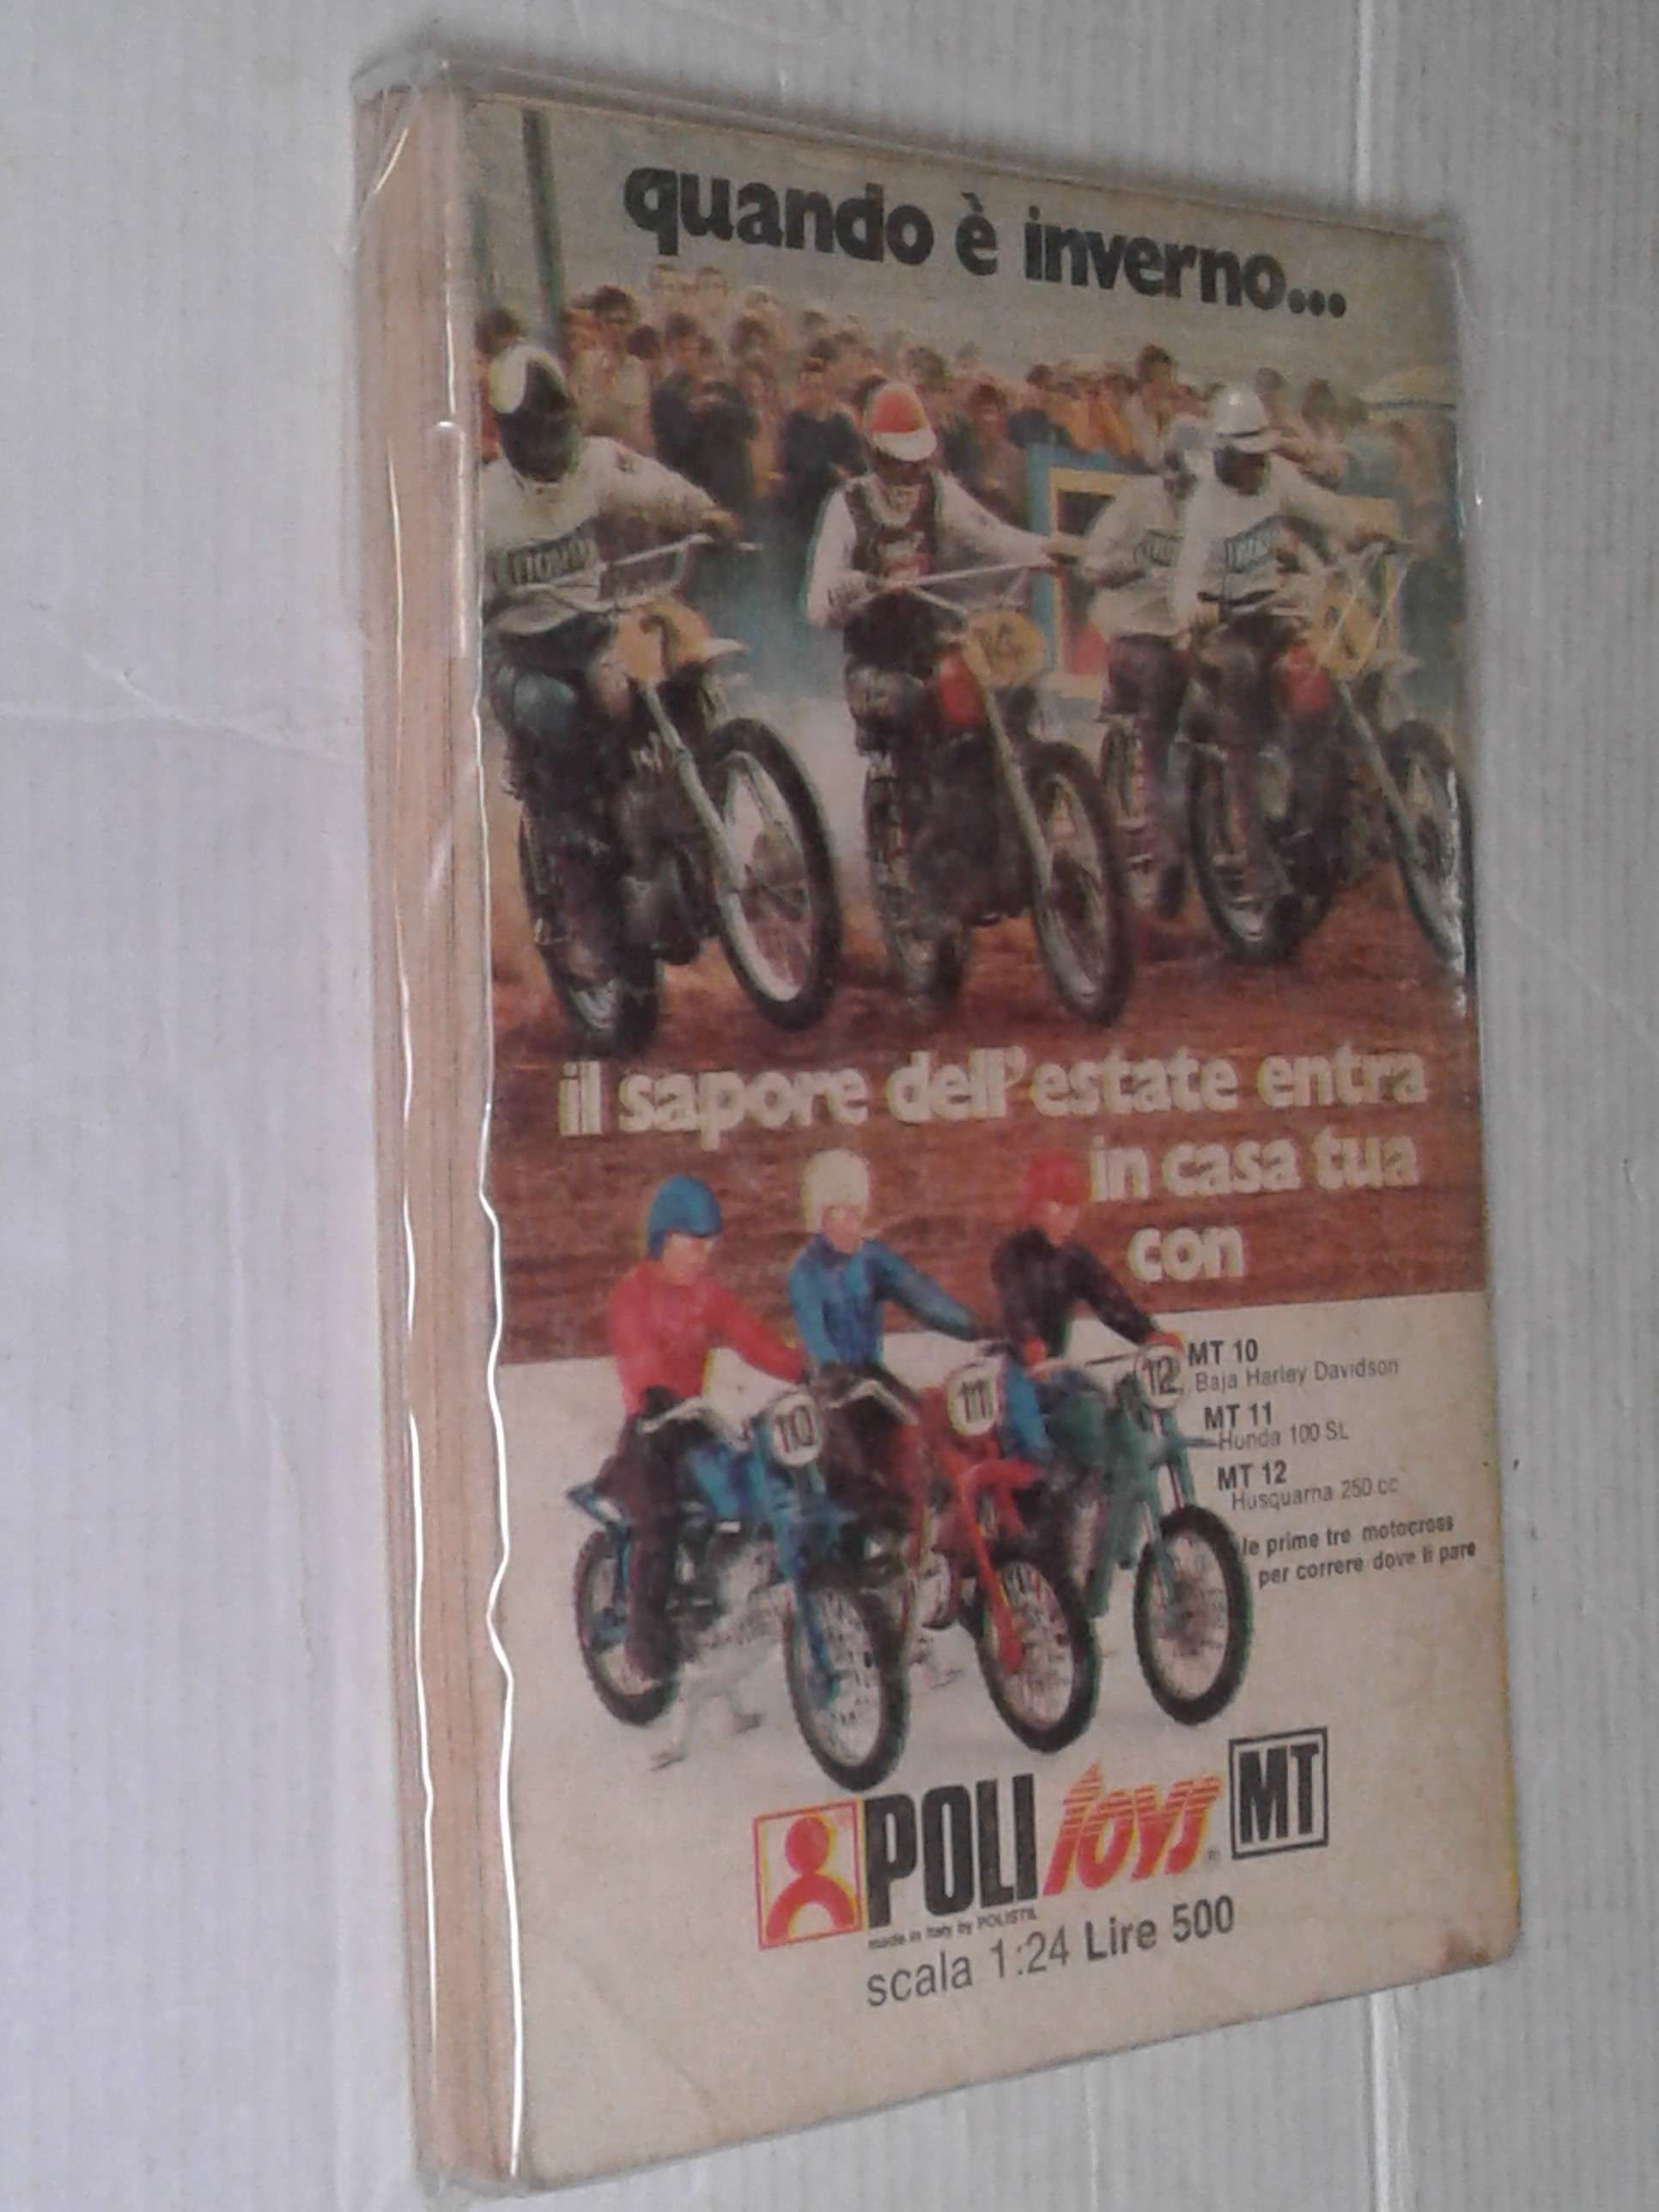 quando è inverno...
il sapore dell'estate entra
in casa tua
con
10
11
12
MT 10
Baja Harley Davidson
MT 11
Honda 100 SL
MT 12
Husquarna 250 cc
le prime tre motocross
per correre dove ti pare
POLI toys MT
made in Italy by POLISTIL
scala 1:24 Lire 500